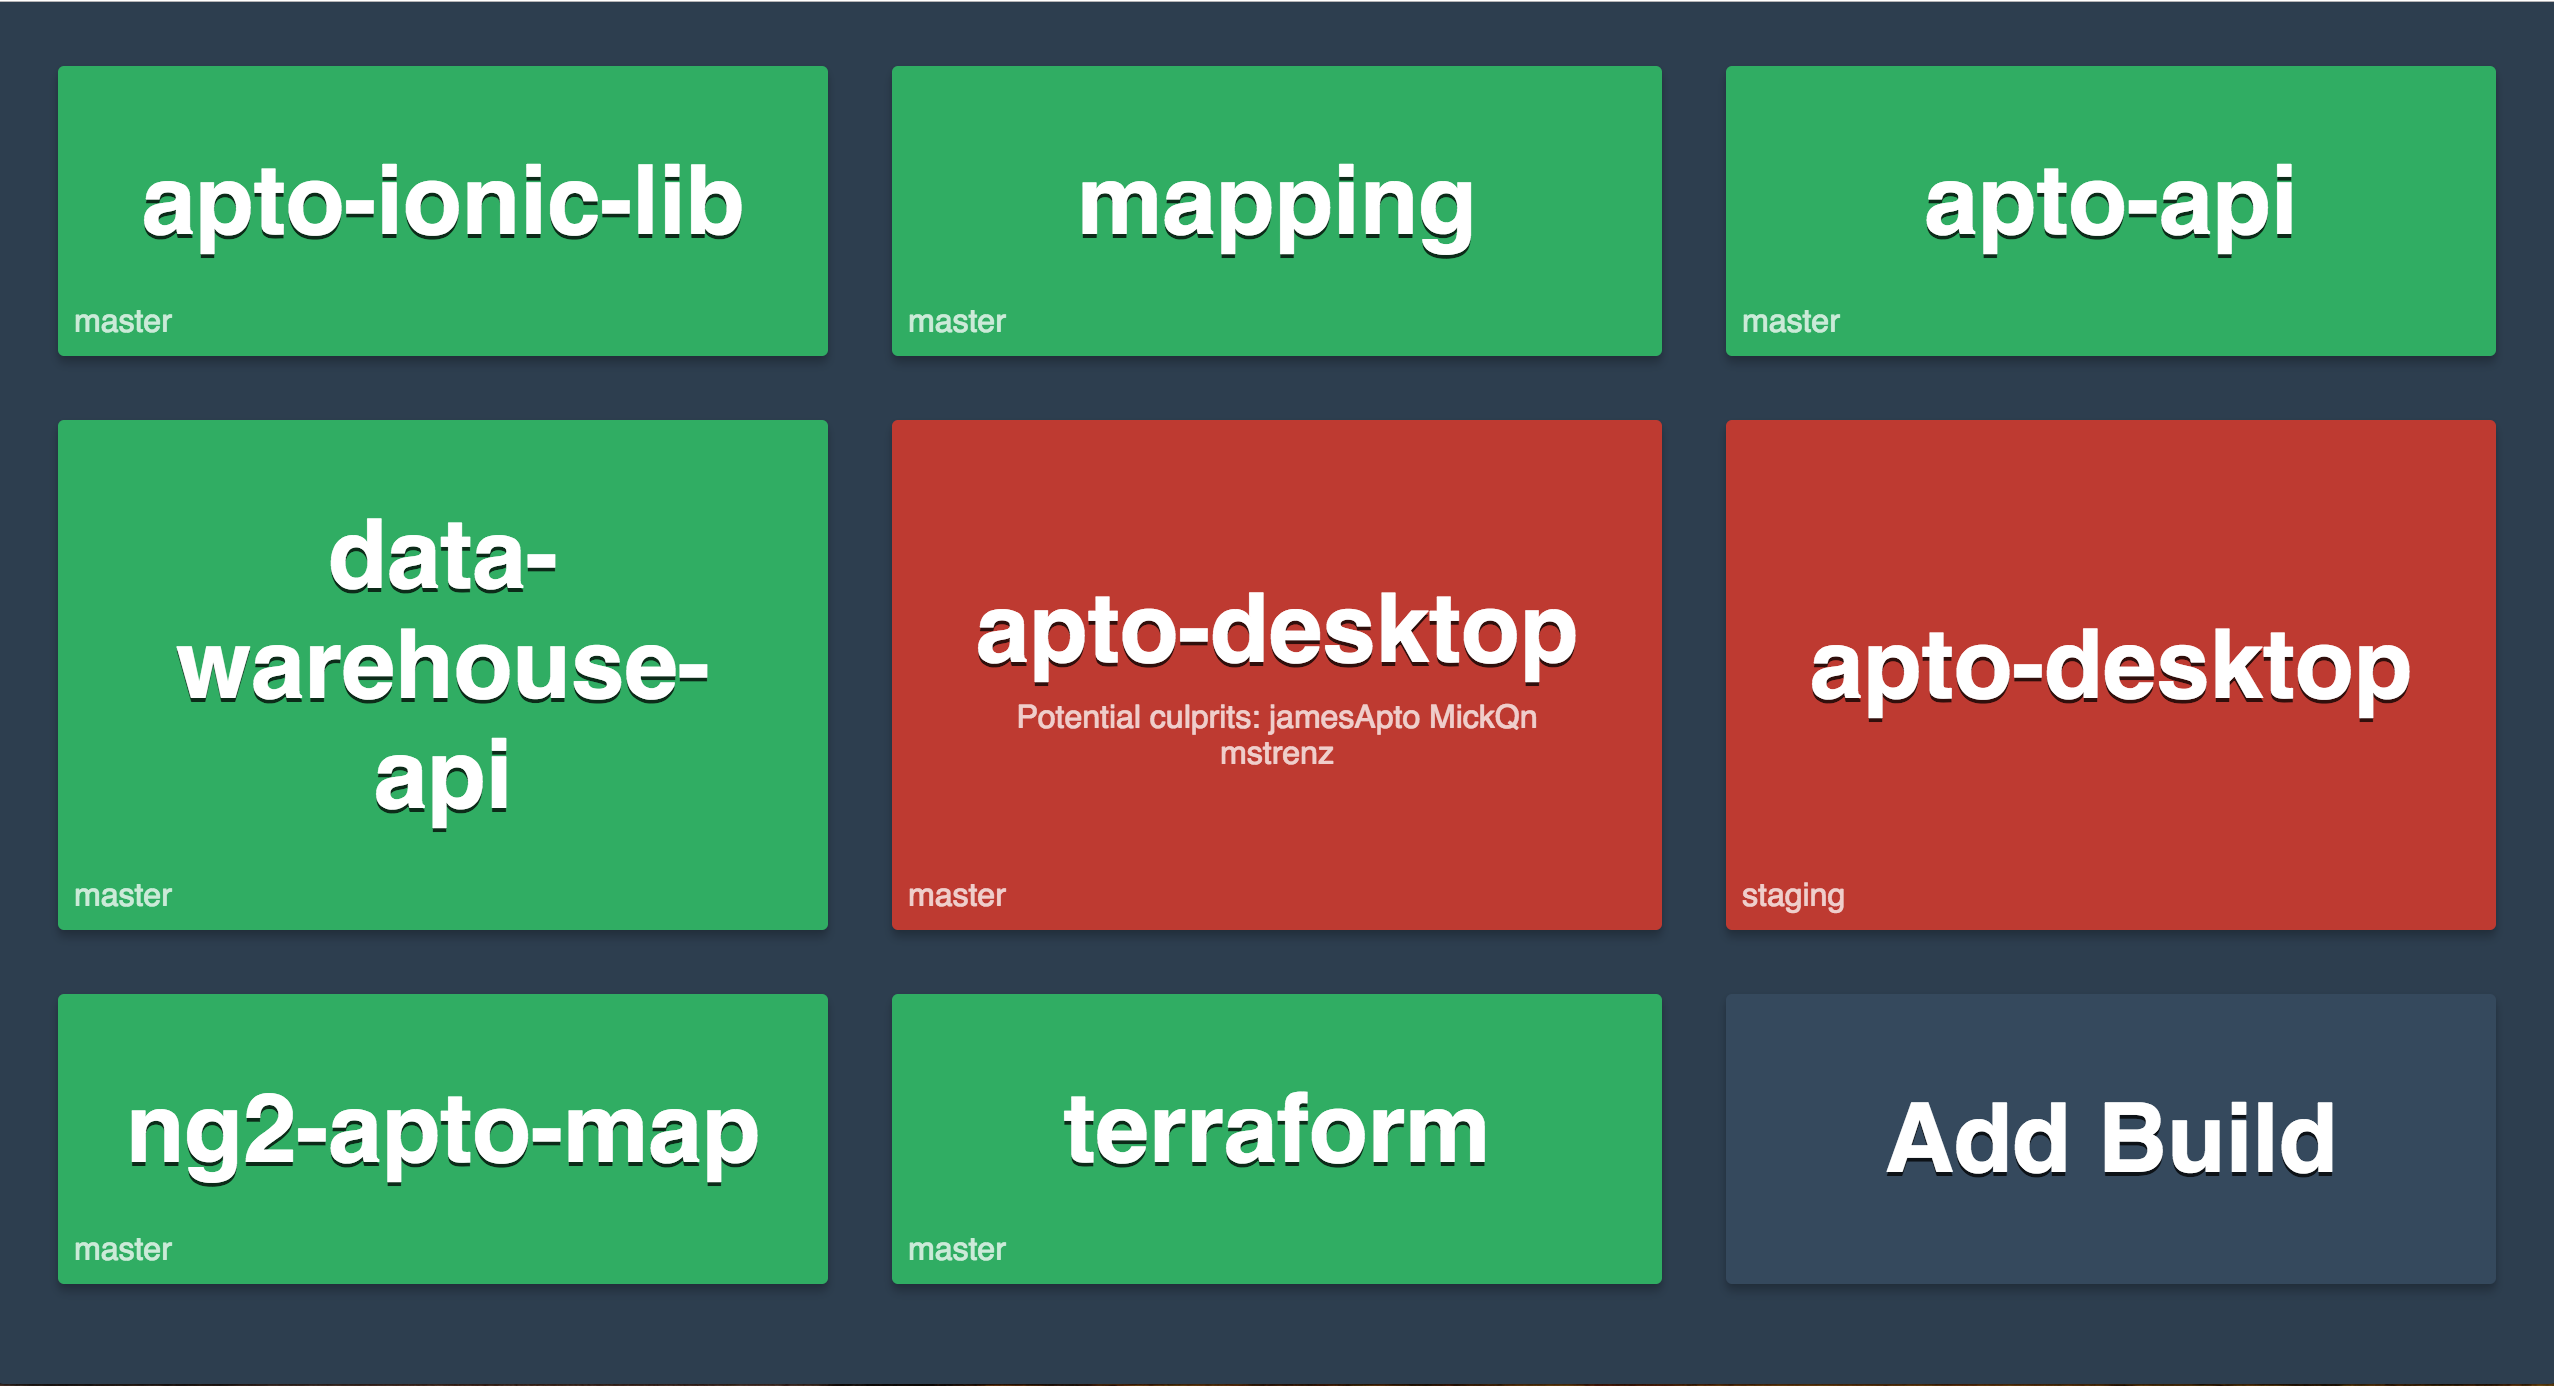 apto-ionic-lib
master
mapping
master
apto-api
master
data-
warehouse-
api
master
apto-desktop
Potential culprits: jamesApto MickQn
mstrenz
master
apto-desktop
staging
ng2-apto-map
master
terraform
master
Add Build